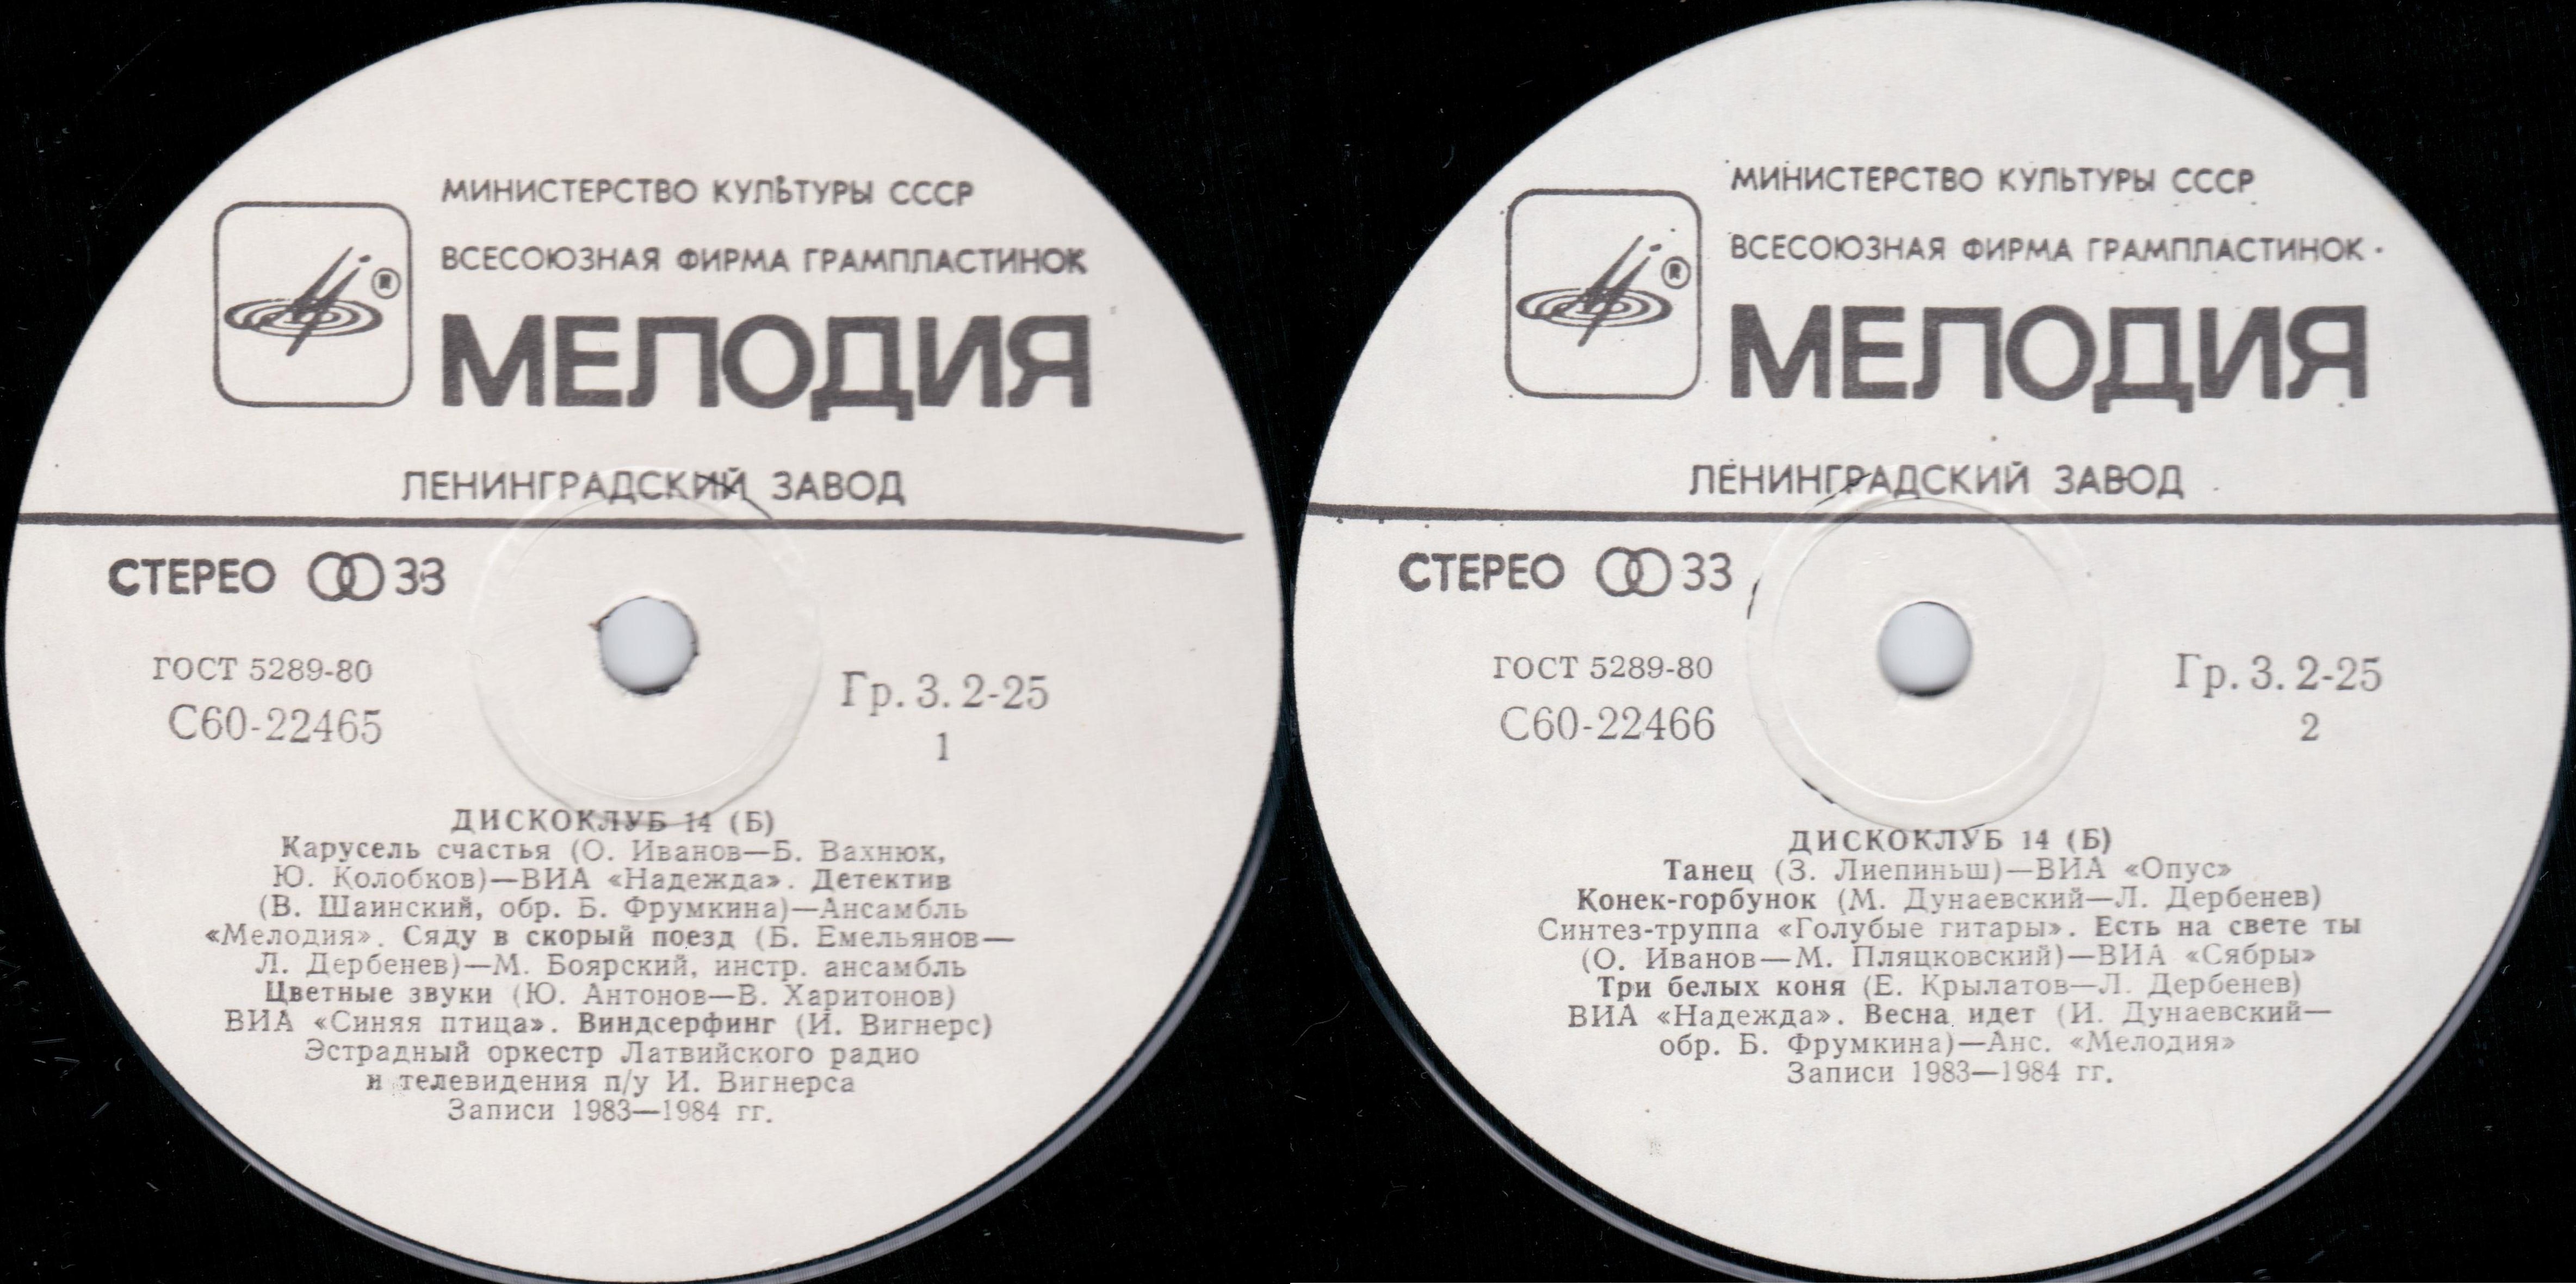 МИНИСТЕРСТВО КУЛЬТУРЫ СССР
ВСЕСОЮЗНАЯ ФИРМА ГРАМПЛАСТИНОК
®
МЕЛОДИЯ
ЛЕНИНГРАДСКИЙ ЗАВОД
СТЕРЕО 33
ГОСТ 5289-80
С60-22465
Гр. 3. 2-25
1
ДИСКОКЛУБ 14 (Б)
Карусель счастья (О. Иванов—Б. Вахнюк,
Ю. Колобков)—ВИА «Надежда». Детектив
(В. Шаинский, обр. Б. Фрумкина)—Ансамбль
«Мелодия». Сяду в скорый поезд (Б. Емельянов—
Л. Дербенев)—М. Боярский, инстр. ансамбль
Цветные звуки (Ю. Антонов—В. Харитонов)
ВИА «Синяя птица». Виндсерфинг (И. Вигнерс)
Эстрадный оркестр Латвийского радио
и телевидения п/у И. Вигнерса
Записи 1983—1984 гг.
МИНИСТЕРСТВО КУЛЬТУРЫ СССР
ВСЕСОЮЗНАЯ ФИРМА ГРАМПЛАСТИНОК
®
МЕЛОДИЯ
ЛЕНИНГРАДСКИЙ ЗАВОД
СТЕРЕО 33
ГОСТ 5289-80
С60-22466
Гр. 3. 2-25
2
ДИСКОКЛУБ 14 (Б)
Танец (З. Лиепиньш)—ВИА «Опус»
Конек-горбунок (М. Дунаевский—Л. Дербенев)
Синтез-труппа «Голубые гитары». Есть на свете ты
(О. Иванов—М. Пляцковский)—ВИА «Сябры»
Три белых коня (Е. Крылатов—Л. Дербенев)
ВИА «Надежда». Весна идет (И. Дунаевский—
обр. Б. Фрумкина)—Анс. «Мелодия»
Записи 1983—1984 гг.